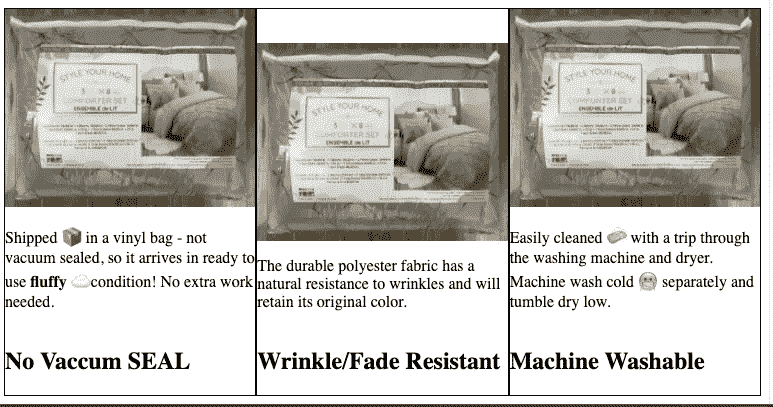 STYLE YOUR HOME
COMFORTER SET
ENSEMBLE de LIT
Shipped 📦 in a vinyl bag - not
vacuum sealed, so it arrives in ready to
use fluffy ☁️condition! No extra work
needed.
No Vaccum SEAL
STYLE YOUR HOME
COMFORTER SET
ENSEMBLE de LIT
The durable polyester fabric has a
natural resistance to wrinkles and will
retain its original color.
Wrinkle/Fade Resistant
STYLE YOUR HOME
COMFORTER SET
ENSEMBLE de LIT
Easily cleaned 🧼 with a trip through
the washing machine and dryer.
Machine wash cold 🥶 separately and
tumble dry low.
Machine Washable